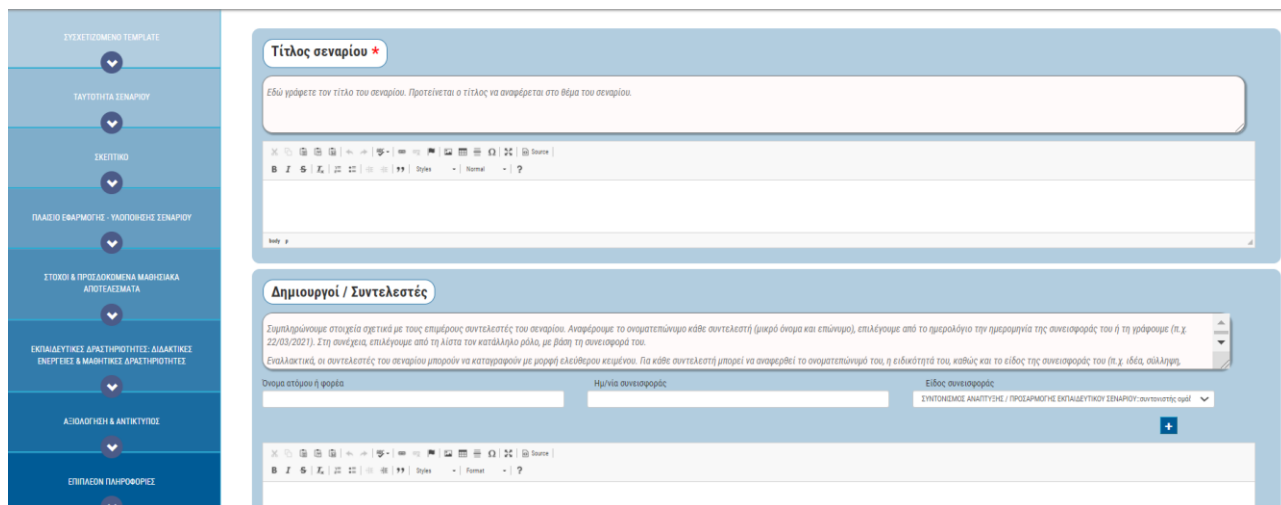 ΣΥΣΧΕΤΙΖΟΜΕΝΟ TEMPLATE
ΤΑΥΤΟΤΗΤΑ ΣΕΝΑΡΙΟΥ
ΣΚΕΠΤΙΚΟ
ΠΛΑΙΣΙΟ ΕΦΑΡΜΟΓΗΣ - ΥΛΟΠΟΙΗΣΗΣ ΣΕΝΑΡΙΟΥ
ΣΤΟΧΟΙ & ΠΡΟΣΔΟΚΟΜΕΝΑ ΜΑΘΗΣΙΑΚΑ
ΑΠΟΤΕΛΕΣΜΑΤΑ
ΕΚΠΑΙΔΕΥΤΙΚΕΣ ΔΡΑΣΤΗΡΙΟΤΗΤΕΣ: ΔΙΔΑΚΤΙΚΕΣ
ΕΝΕΡΓΕΙΕΣ & ΜΑΘΗΤΙΚΕΣ ΔΡΑΣΤΗΡΙΟΤΗΤΕΣ
ΑΞΙΟΛΟΓΗΣΗ & ΑΝΤΙΚΤΥΠΟΣ
ΕΠΙΠΛΕΟΝ ΠΛΗΡΟΦΟΡΙΕΣ
Τίτλος σεναρίου *
Εδώ γράφετε τον τίτλο του σεναρίου. Προτείνεται ο τίτλος να αναφέρεται στο θέμα του σεναρίου.
Ω Source
B I S Tx Styles Normal ?
body p
Δημιουργοί / Συντελεστές
Συμπληρώνουμε στοιχεία σχετικά με τους επιμέρους συντελεστές του σεναρίου. Αναφέρουμε το ονοματεπώνυμο κάθε συντελεστή (μικρό όνομα και επώνυμο), επιλέγουμε από το ημερολόγιο την ημερομηνία της συνεισφοράς του ή τη γράφουμε (π.χ.
22/03/2021). Στη συνέχεια, επιλέγουμε από τη λίστα τον κατάλληλο ρόλο, με βάση τη συνεισφορά του.
Εναλλακτικά, οι συντελεστές του σεναρίου μπορούν να καταγραφούν με μορφή ελεύθερου κειμένου. Για κάθε συντελεστή μπορεί να αναφερθεί το ονοματεπώνυμό του, η ειδικότητά του, καθώς και το είδος της συνεισφοράς του (π.χ. ιδέα, σύλληψη,
Όνομα ατόμου ή φορέα Ημ/νία συνεισφοράς Είδος συνεισφοράς
ΣΥΝΤΟΝΙΣΜΟΣ ΑΝΑΠΤΥΞΗΣ / ΠΡΟΣΑΡΜΟΓΗΣ ΕΚΠΑΙΔΕΥΤΙΚΟΥ ΣΕΝΑΡΙΟΥ::συντονιστής ομάδ
+
Ω Source
B I S Tx Styles Format ?